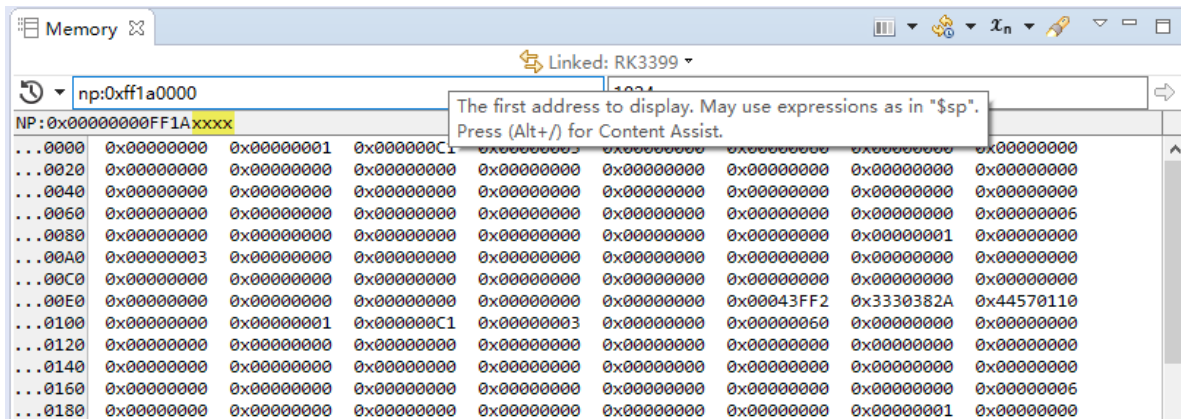 Memory
Xn
Linked: RK3399
np:0xff1a0000
The first address to display. May use expressions as in "$sp".
Press (Alt+/) for Content Assist.
NP:0x00000000FF1Axxxx
...0000 0x00000000 0x00000001 0x000000C1 0x00000003 0x00000000 0x00000060 0x00000000 0x00000000
...0020 0x00000000 0x00000000 0x00000000 0x00000000 0x00000000 0x00000000 0x00000000 0x00000000
...0040 0x00000000 0x00000000 0x00000000 0x00000000 0x00000000 0x00000000 0x00000000 0x00000000
...0060 0x00000000 0x00000000 0x00000000 0x00000000 0x00000000 0x00000000 0x00000000 0x00000006
...0080 0x00000000 0x00000000 0x00000000 0x00000000 0x00000000 0x00000000 0x00000001 0x00000000
...00A0 0x00000003 0x00000000 0x00000000 0x00000000 0x00000000 0x00000000 0x00000000 0x00000000
...00C0 0x00000000 0x00000000 0x00000000 0x00000000 0x00000000 0x00000000 0x00000000 0x00000000
...00E0 0x00000000 0x00000000 0x00000000 0x00000000 0x00000000 0x00043FF2 0x3330382A 0x44570110
...0100 0x00000000 0x00000001 0x000000C1 0x00000003 0x00000000 0x00000060 0x00000000 0x00000000
...0120 0x00000000 0x00000000 0x00000000 0x00000000 0x00000000 0x00000000 0x00000000 0x00000000
...0140 0x00000000 0x00000000 0x00000000 0x00000000 0x00000000 0x00000000 0x00000000 0x00000000
...0160 0x00000000 0x00000000 0x00000000 0x00000000 0x00000000 0x00000000 0x00000000 0x00000006
...0180 0x00000000 0x00000000 0x00000000 0x00000000 0x00000000 0x00000000 0x00000001 0x00000000